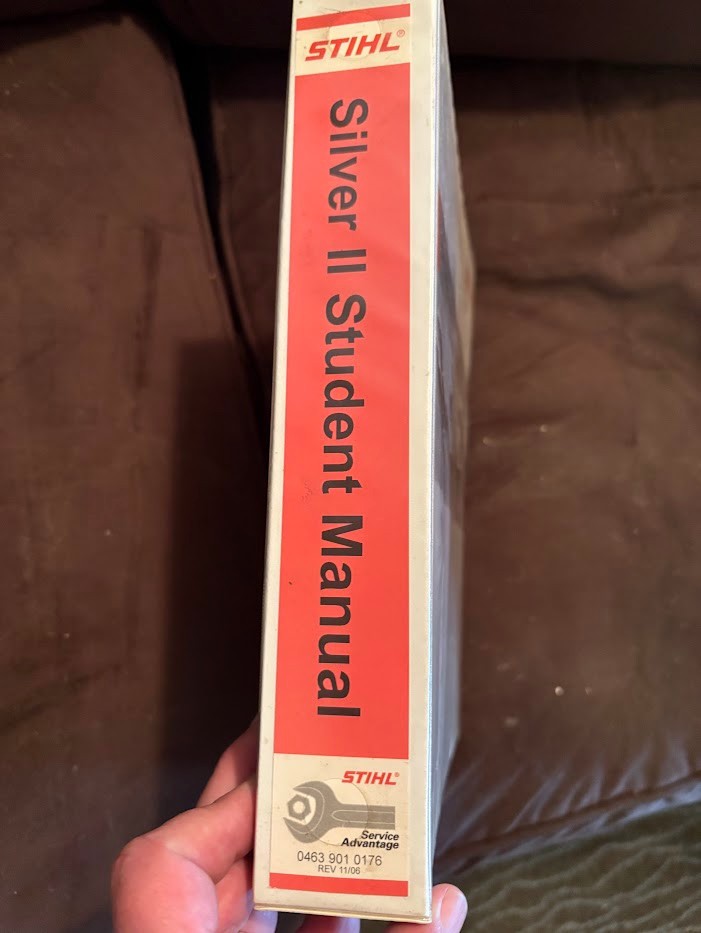 STIHL®
Silver II Student Manual
STIHL®
Service
Advantage
0463 901 0176
REV 11/06